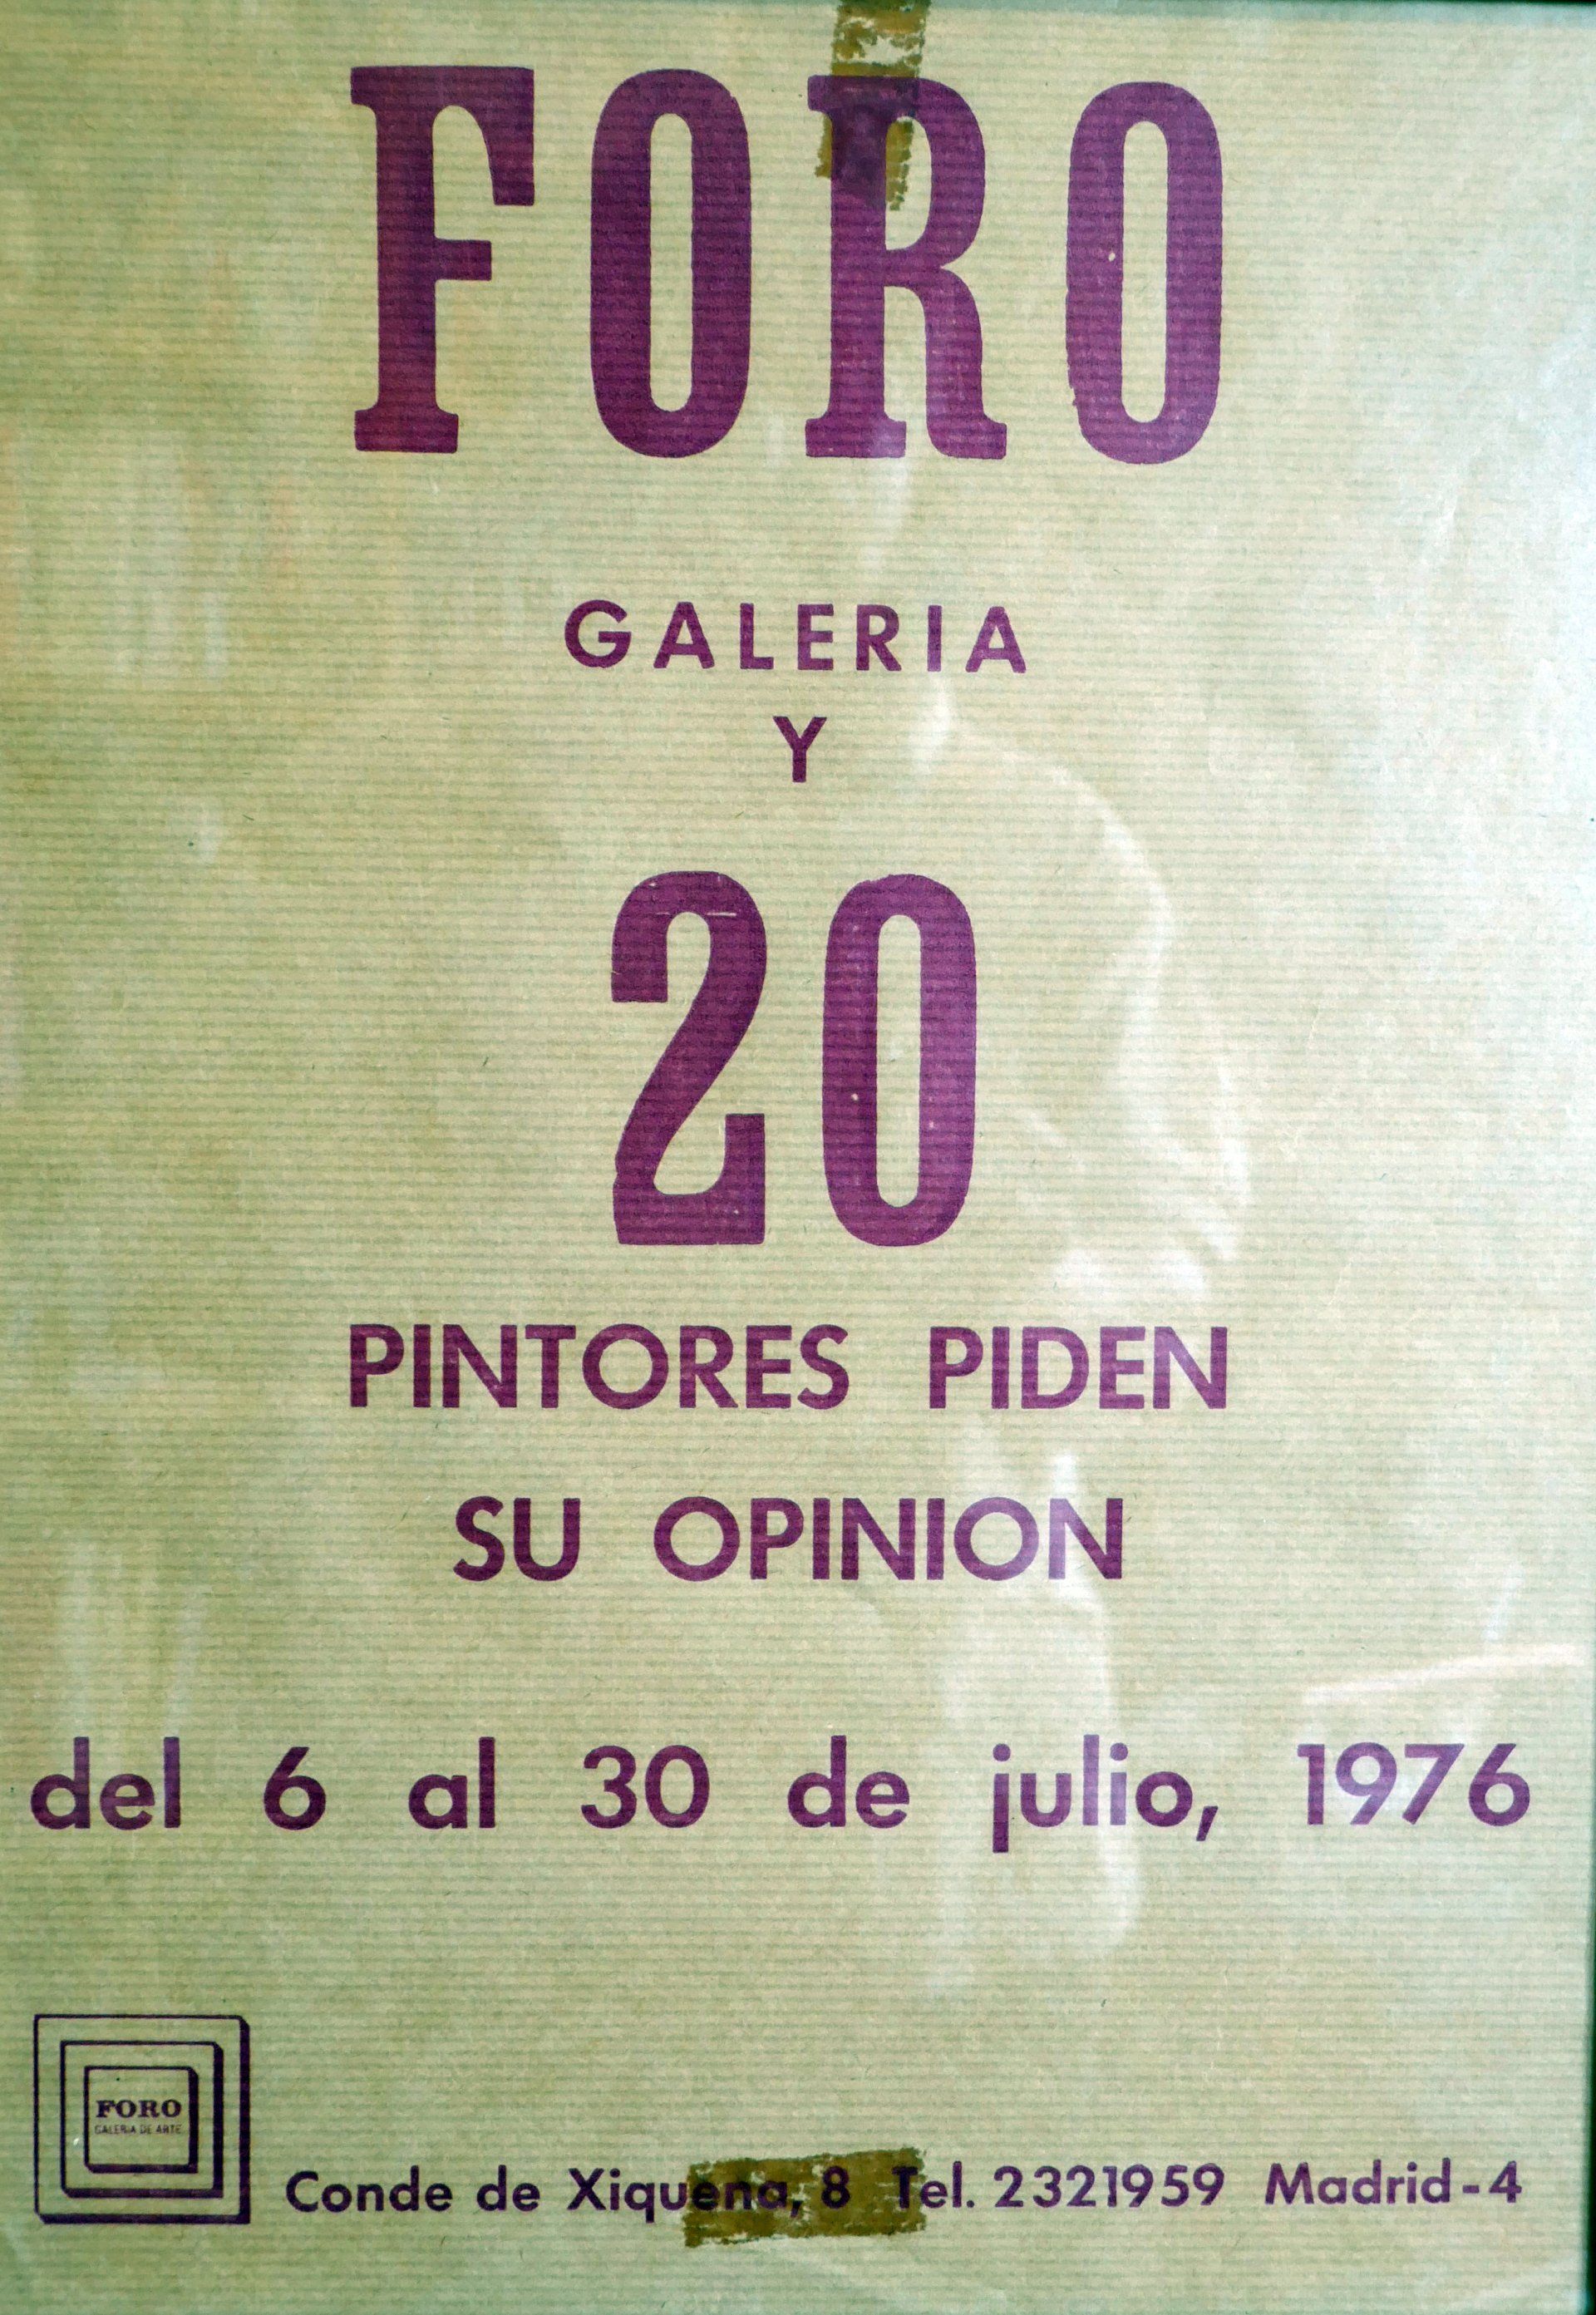 FORO
GALERIA
Y
20
PINTORES PIDEN
SU OPINION
del 6 al 30 de julio, 1976
FORO
GALERIA DE ARTE
Conde de Xiquena, 8 Tel. 2321959 Madrid-4